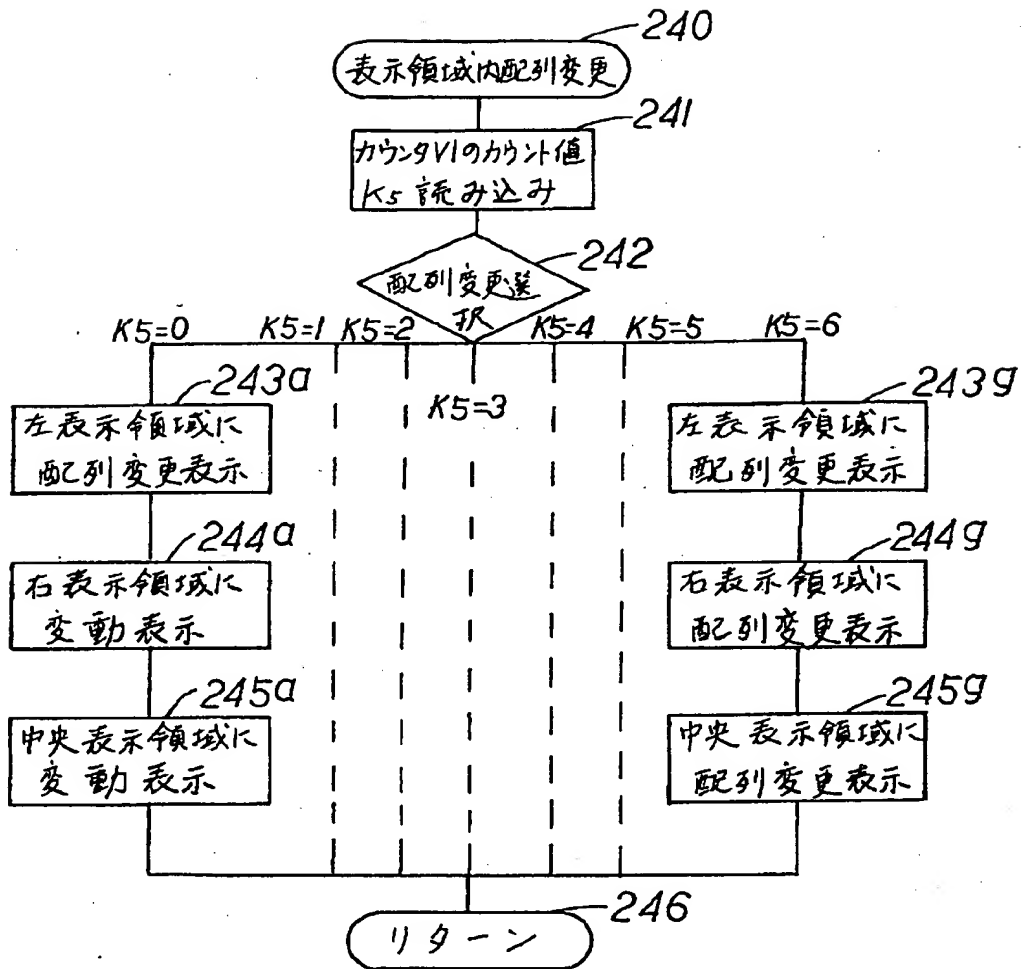 240
表示領域内配列変更
241
カウンタVIのカウント値
K5 読み込み
242
配列変更選
択
K5=0
K5=1
K5=2
K5=3
K5=4
K5=5
K5=6
243a
左表示領域に
配列変更表示
244a
右表示領域に
変動表示
245a
中央表示領域に
変動表示
243g
左表示領域に
配列変更表示
244g
右表示領域に
配列変更表示
245g
中央表示領域に
配列変更表示
246
リターン